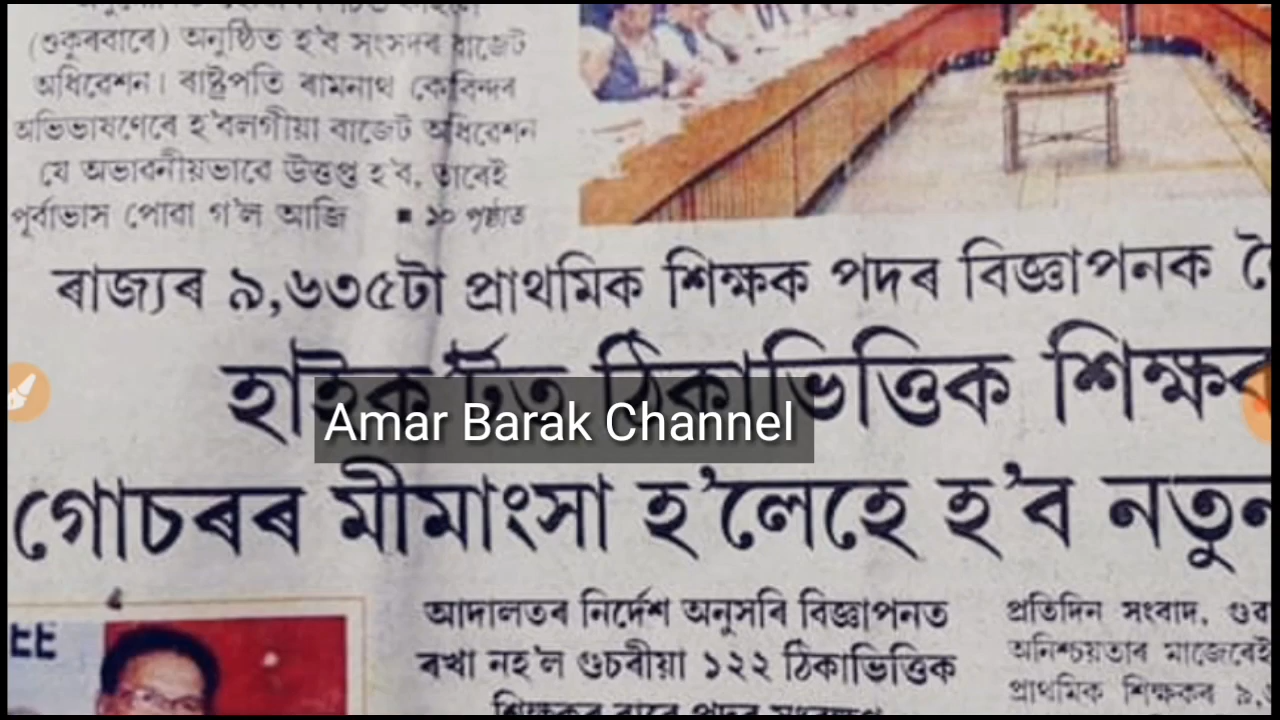 (শুকুৰবাৰে) অনুষ্ঠিত হ'ব সংসদৰ বাজেট
অধিৱেশন। ৰাষ্ট্ৰপতি ৰামনাথ কোবিন্দৰ
অভিভাষণেৰে হ'বলগীয়া বাজেট অধিৱেশন
যে অভাবনীয়ভাৱে উত্তপ্ত হ'ব, তাৰেই
পূৰ্বাভাস পোৱা গ'ল আজি ■ ১০ পৃষ্ঠাত
ৰাজ্যৰ ৯,৬৩৫টা প্ৰাথমিক শিক্ষক পদৰ বিজ্ঞাপনক
হাইকৰ্টত ঠিকাভিত্তিক
Amar Barak Channel
গোচৰৰ মীমাংসা হ'লেহে হ'ব নতুন
আদালতৰ নিৰ্দেশ অনুসৰি বিজ্ঞাপনত
ৰখা নহ'ল গুচৰীয়া ১২২ ঠিকাভিত্তিক
প্ৰতিদিন সংবাদ,
অনিশ্চয়তাৰ মাজেৰেই
প্ৰাথমিক শিক্ষকৰ